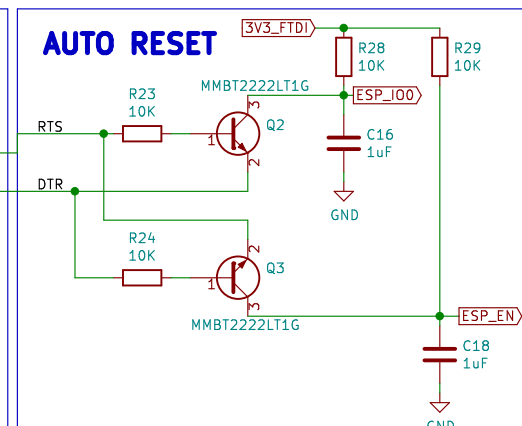 AUTO RESET
3V3_FTDI
R28
10K
R29
10K
MMBT2222LT1G
R23
10K
3
ESP_IO0
RTS
1
Q2
C16
1uF
2
DTR
GND
R24
10K
2
Q3
1
3
MMBT2222LT1G
ESP_EN
C18
1uF
GND